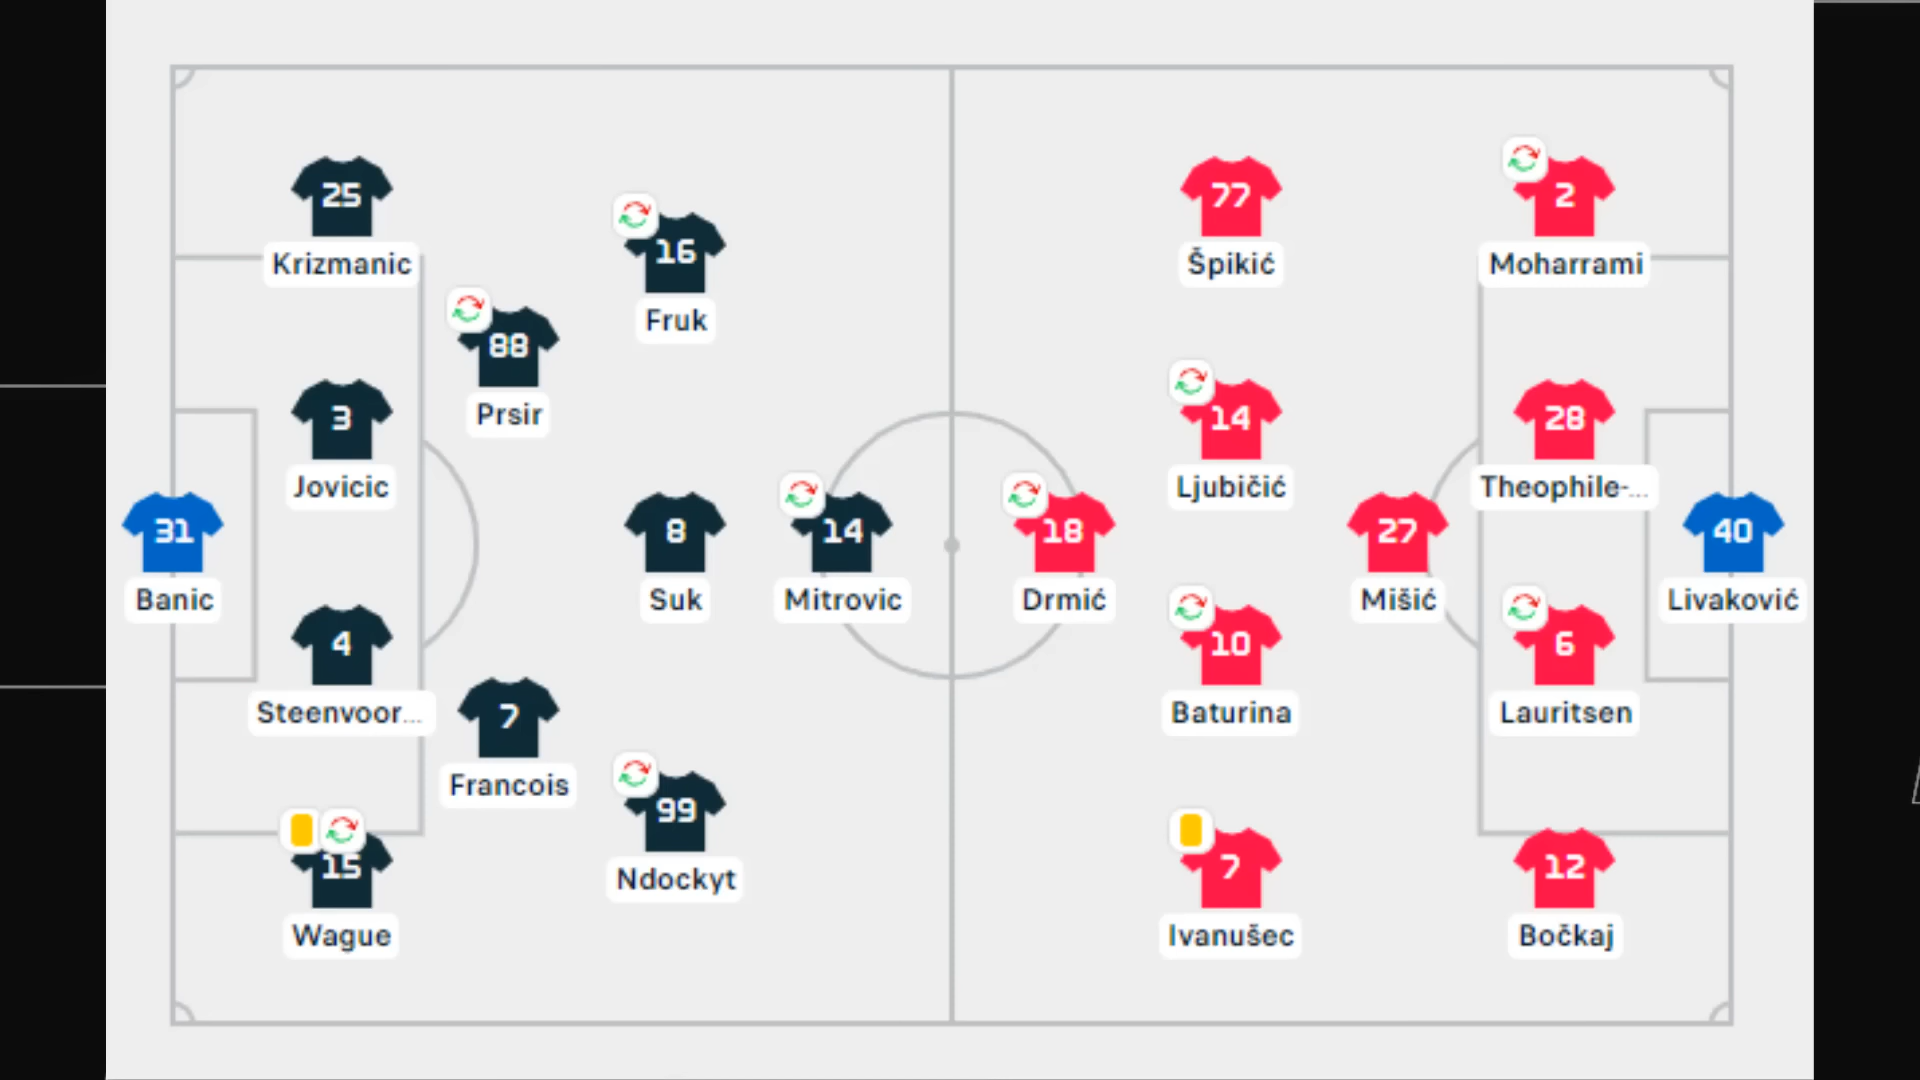 25
Krizmanic
16
Fruk
88
Prsir
3
Jovicic
31
Banic
8
Suk
14
Mitrovic
4
Steenvoor...
7
Francois
99
Ndockyt
15
Wague
77
Špikić
2
Moharrami
14
Ljubičić
28
Theophile-...
18
Drmić
27
Mišić
40
Livaković
10
Baturina
6
Lauritsen
7
Ivanušec
12
Bočkaj